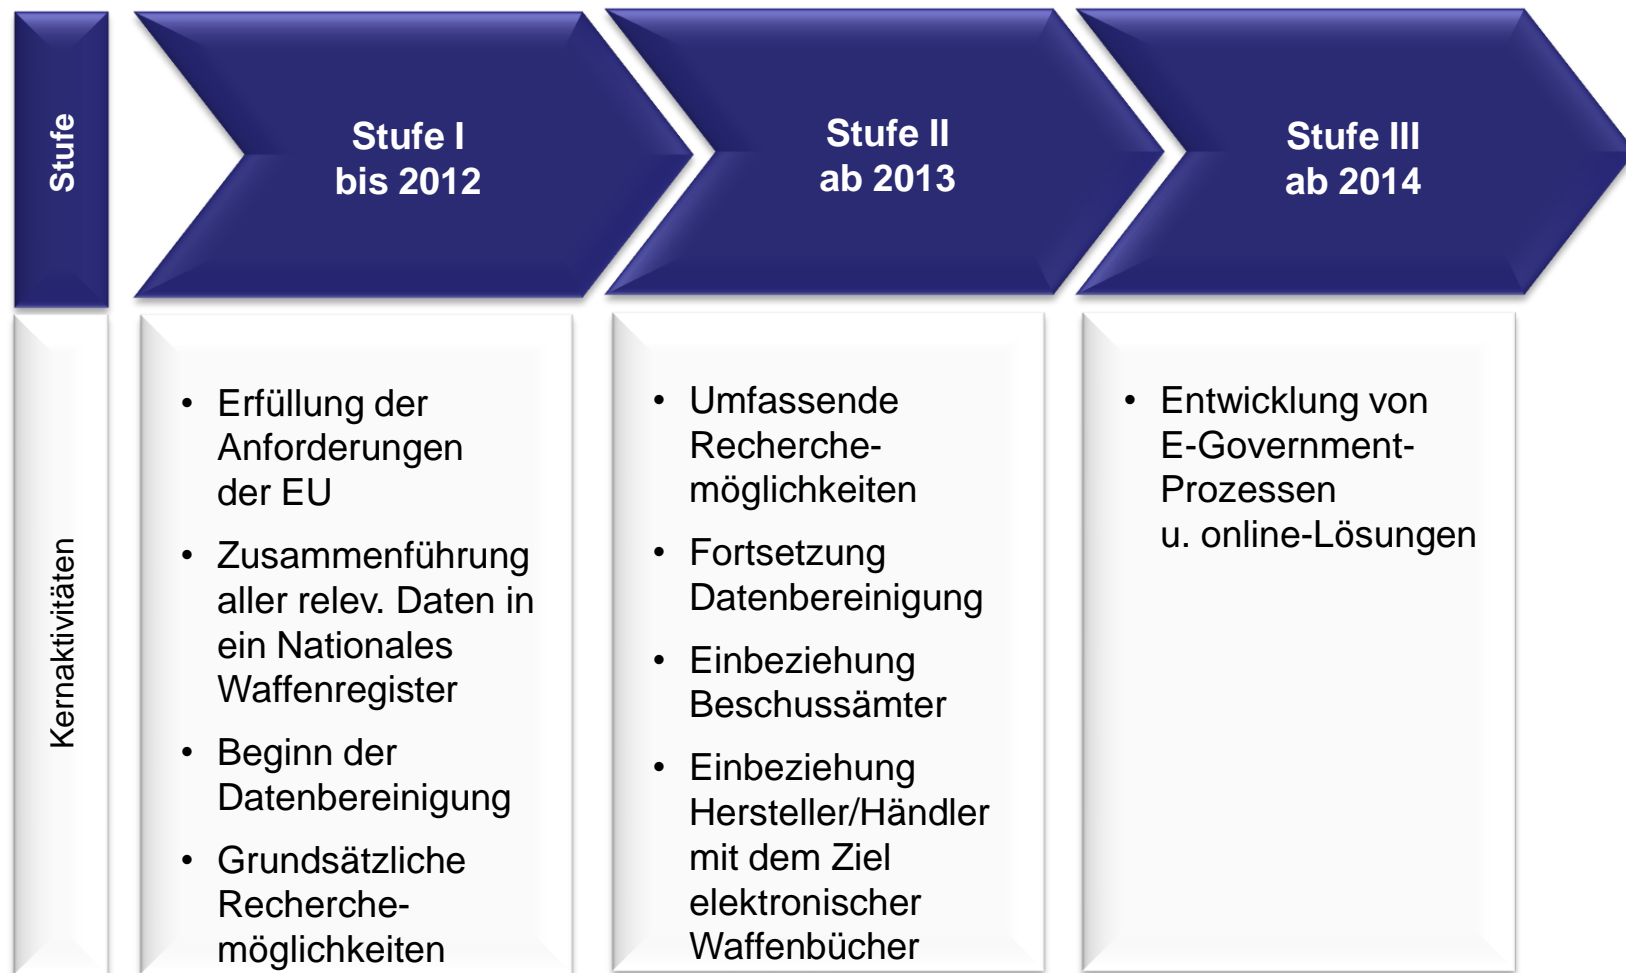 Stufe
Stufe I
bis 2012
Stufe II
ab 2013
Stufe III
ab 2014
Kernaktivitäten
• Erfüllung der
Anforderungen
der EU
• Zusammenführung
aller relev. Daten in
ein Nationales
Waffenregister
• Beginn der
Datenbereinigung
• Grundsätzliche
Recherche-
möglichkeiten
• Umfassende
Recherche-
möglichkeiten
• Fortsetzung
Datenbereinigung
• Einbeziehung
Beschussämter
• Einbeziehung
Hersteller/Händler
mit dem Ziel
elektronischer
Waffenbücher
• Entwicklung von
E-Government-
Prozessen
u. online-Lösungen